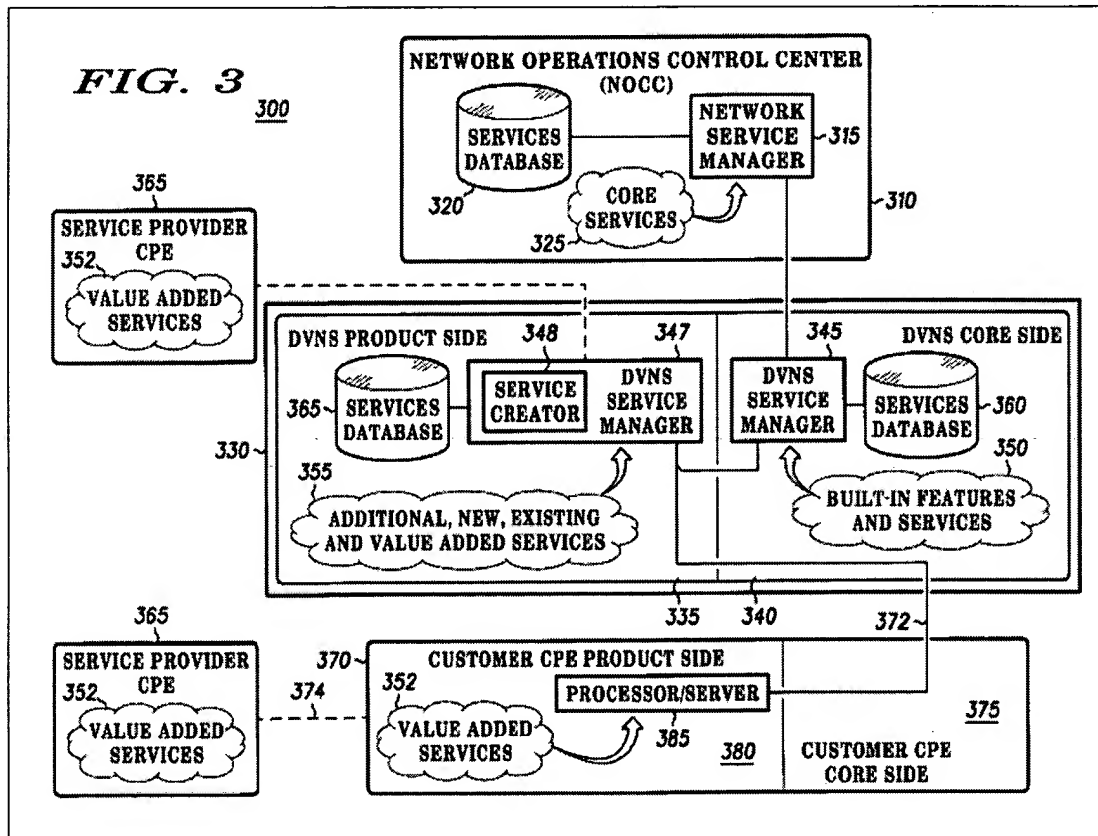 FIG. 3
300
NETWORK OPERATIONS CONTROL CENTER
(NOCC)
SERVICES
DATABASE
320
NETWORK
SERVICE
MANAGER
315
CORE
SERVICES
325
310
365
SERVICE PROVIDER
CPE
352
VALUE ADDED
SERVICES
DVNS PRODUCT SIDE
348
347
345
DVNS CORE SIDE
365
SERVICES
DATABASE
SERVICE
CREATOR
DVNS
SERVICE
MANAGER
DVNS
SERVICE
MANAGER
SERVICES
DATABASE
360
330
355
ADDITIONAL, NEW, EXISTING
AND VALUE ADDED SERVICES
350
BUILT-IN FEATURES
AND SERVICES
335
340
372
365
SERVICE PROVIDER
CPE
352
VALUE ADDED
SERVICES
374
370
CUSTOMER CPE PRODUCT SIDE
352
VALUE ADDED
SERVICES
PROCESSOR/SERVER
385
380
375
CUSTOMER CPE
CORE SIDE